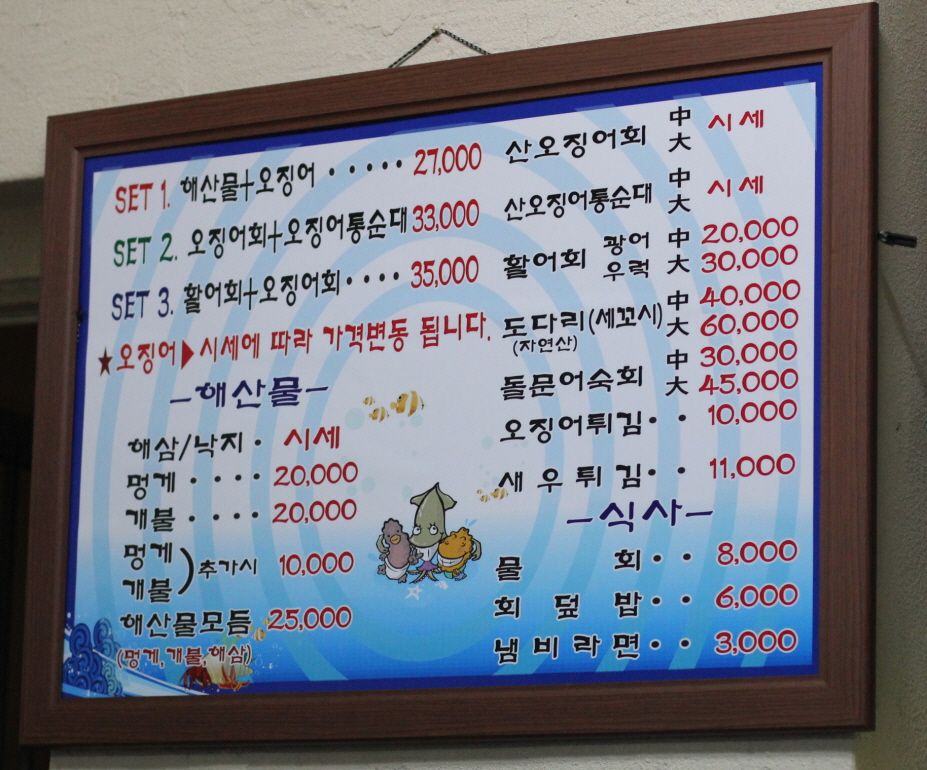 SET 1. 해산물+오징어 ····· 27,000
SET 2. 오징어회+오징어통순대 33,000
SET 3. 활어회+오징어회 ···· 35,000
★오징어▶시세에 따라 가격변동 됩니다.
-해산물-
해삼/낙지 · 시세
멍게 ···· 20,000
개불 ···· 20,000
멍게
개불 ) 추가시 10,000
해산물모듬 25,000
(멍게,개불,해삼)
산오징어회 中 大 시세
산오징어통순대 中 大 시세
활어회 광어 中 20,000
우럭 大 30,000
도다리(세꼬시) 中 40,000
(자연산) 大 60,000
돌문어숙회 中 30,000
大 45,000
오징어튀김 ·· 10,000
새우튀김 ·· 11,000
-식사-
물 회 ·· 8,000
회 덮 밥 ·· 6,000
냄비라면 ·· 3,000